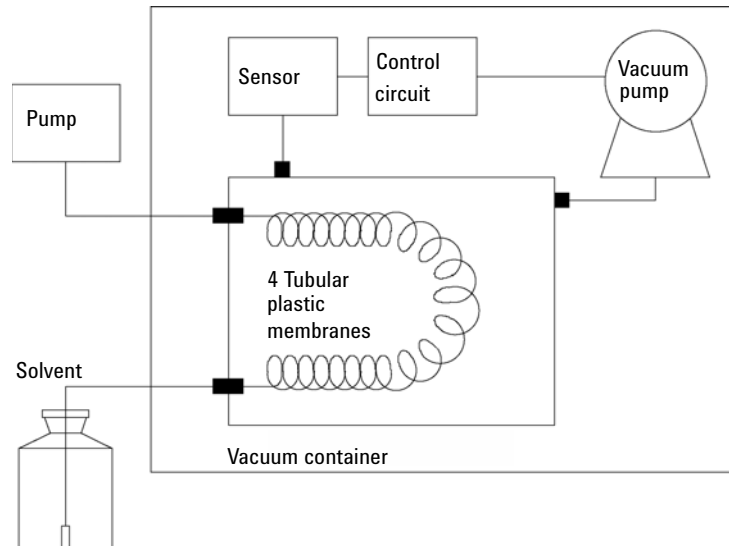 Sensor
Control
circuit
Vacuum
pump
Pump
4 Tubular
plastic
membranes
Solvent
Vacuum container